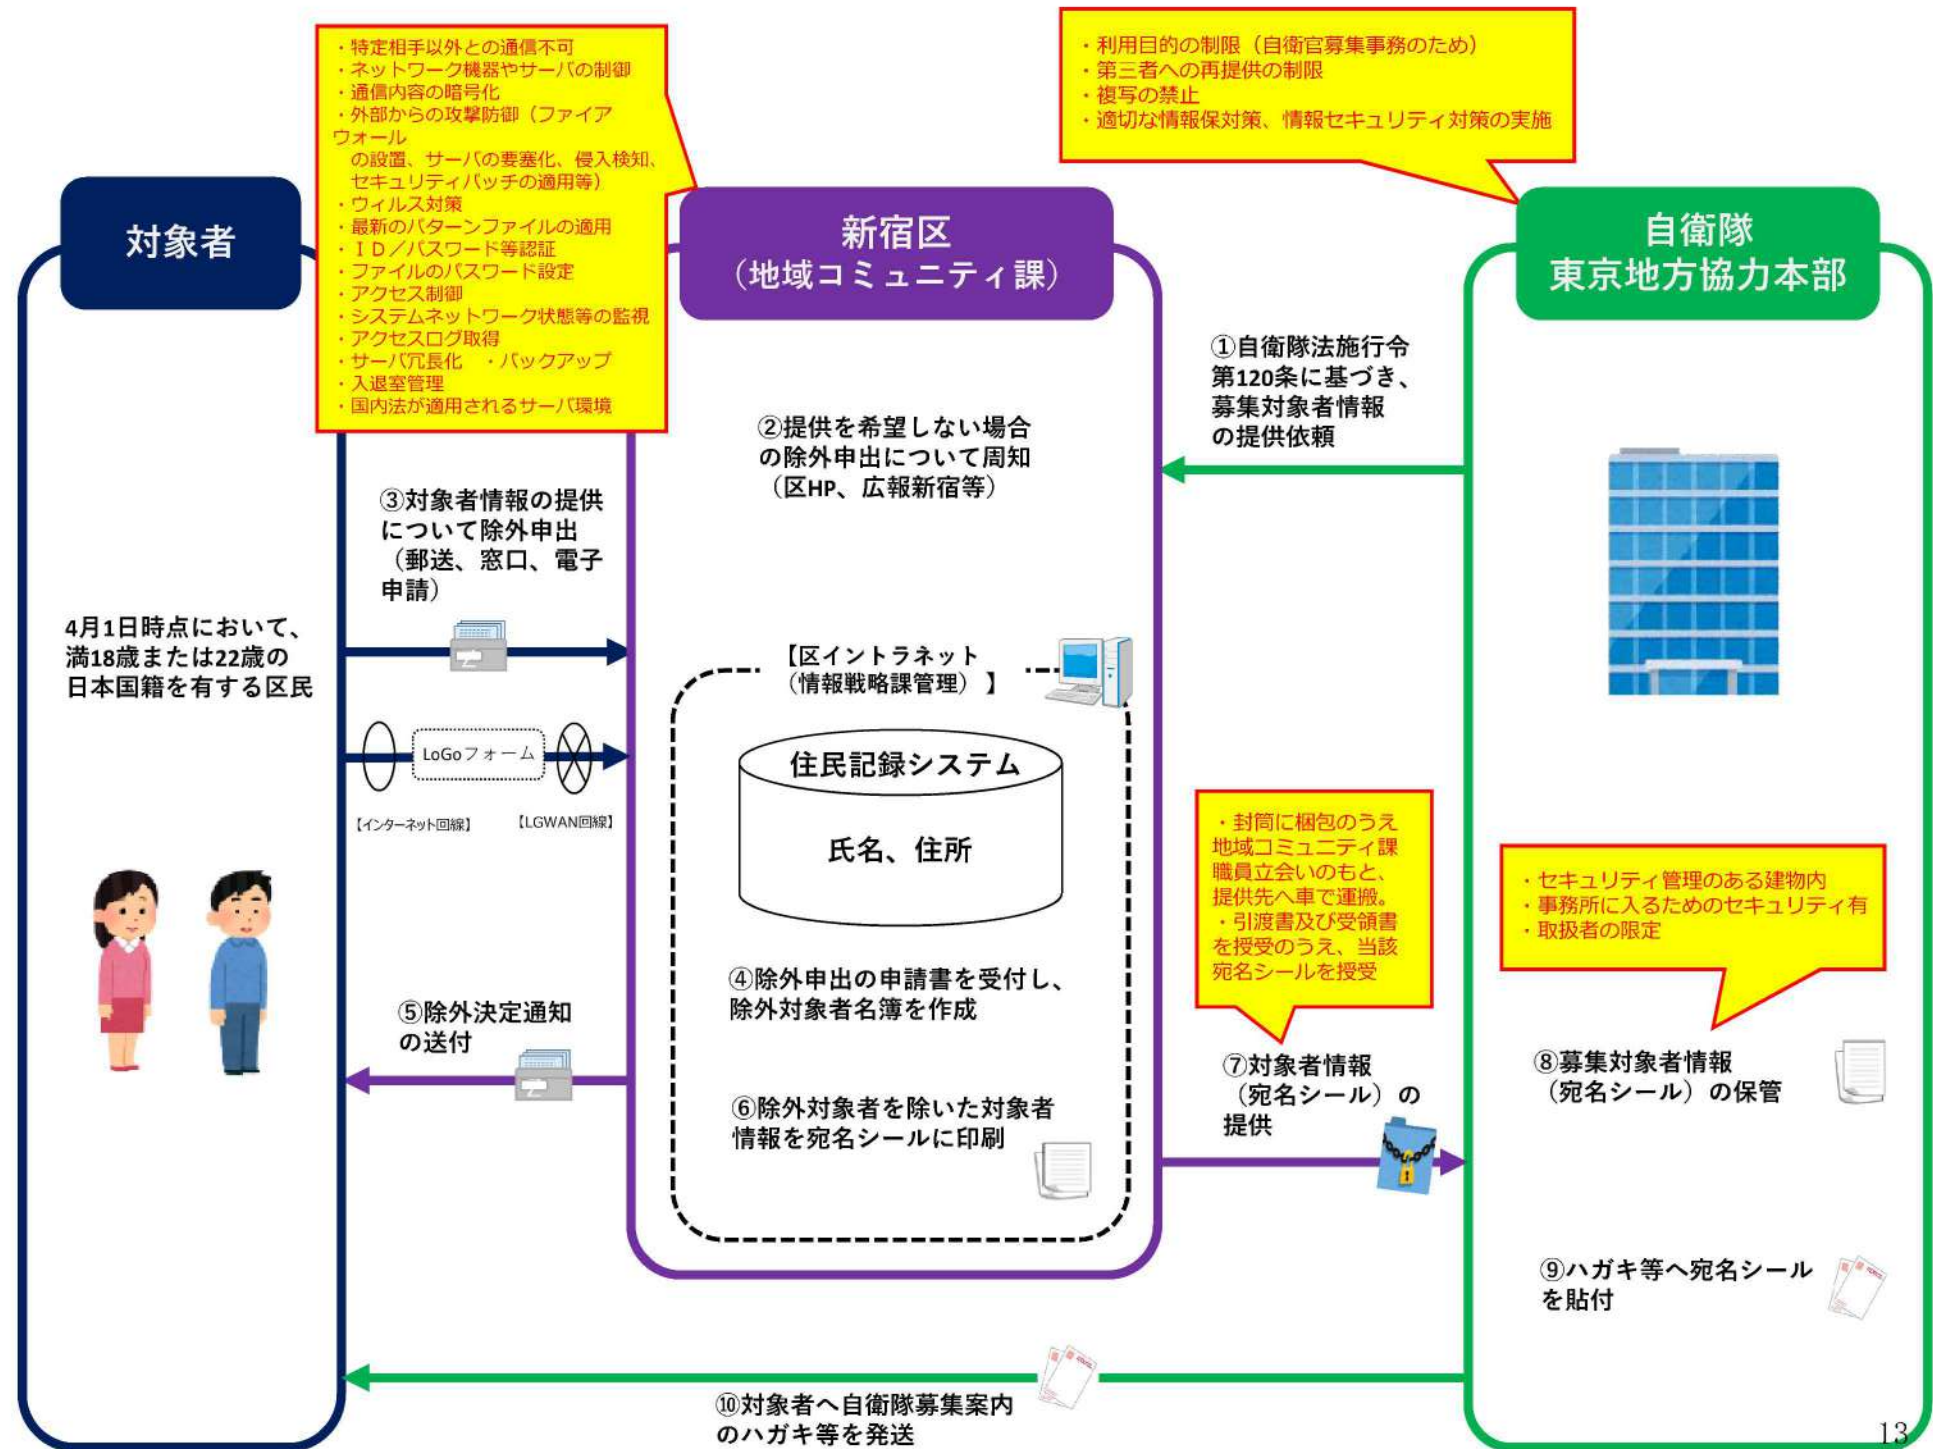 ・特定相手以外との通信不可
・ネットワーク機器やサーバの制御
・通信内容の暗号化
・外部からの攻撃防御（ファイア
ウォール
の設置、サーバの要塞化、侵入検知、
セキュリティパッチの適用等）
・ウィルス対策
・最新のパターンファイルの適用
・ＩＤ／パスワード等認証
・ファイルのパスワード設定
・アクセス制御
・システムネットワーク状態等の監視
・アクセスログ取得
・サーバ冗長化　・バックアップ
・入退室管理
・国内法が適用されるサーバ環境
・利用目的の制限（自衛官募集事務のため）
・第三者への再提供の制限
・複写の禁止
・適切な情報保対策、情報セキュリティ対策の実施
対象者
新宿区
（地域コミュニティ課）
自衛隊
東京地方協力本部
①自衛隊法施行令
第120条に基づき、
募集対象者情報
の提供依頼
②提供を希望しない場合
の除外申出について周知
（区HP、広報新宿等）
③対象者情報の提供
について除外申出
（郵送、窓口、電子
申請）
4月1日時点において、
満18歳または22歳の
日本国籍を有する区民
【区イントラネット
（情報戦略課管理）】
LoGoフォーム
【インターネット回線】
【LGWAN回線】
住民記録システム
氏名、住所
・封筒に梱包のうえ
地域コミュニティ課
職員立会いのもと、
提供先へ車で運搬。
・引渡書及び受領書
を授受のうえ、当該
宛名シールを授受
・セキュリティ管理のある建物内
・事務所に入るためのセキュリティ有
・取扱者の限定
④除外申出の申請書を受付し、
除外対象者名簿を作成
⑤除外決定通知
の送付
⑥除外対象者を除いた対象者
情報を宛名シールに印刷
⑦対象者情報
（宛名シール）の
提供
⑧募集対象者情報
（宛名シール）の保管
⑨ハガキ等へ宛名シール
を貼付
⑩対象者へ自衛隊募集案内
のハガキ等を発送
13